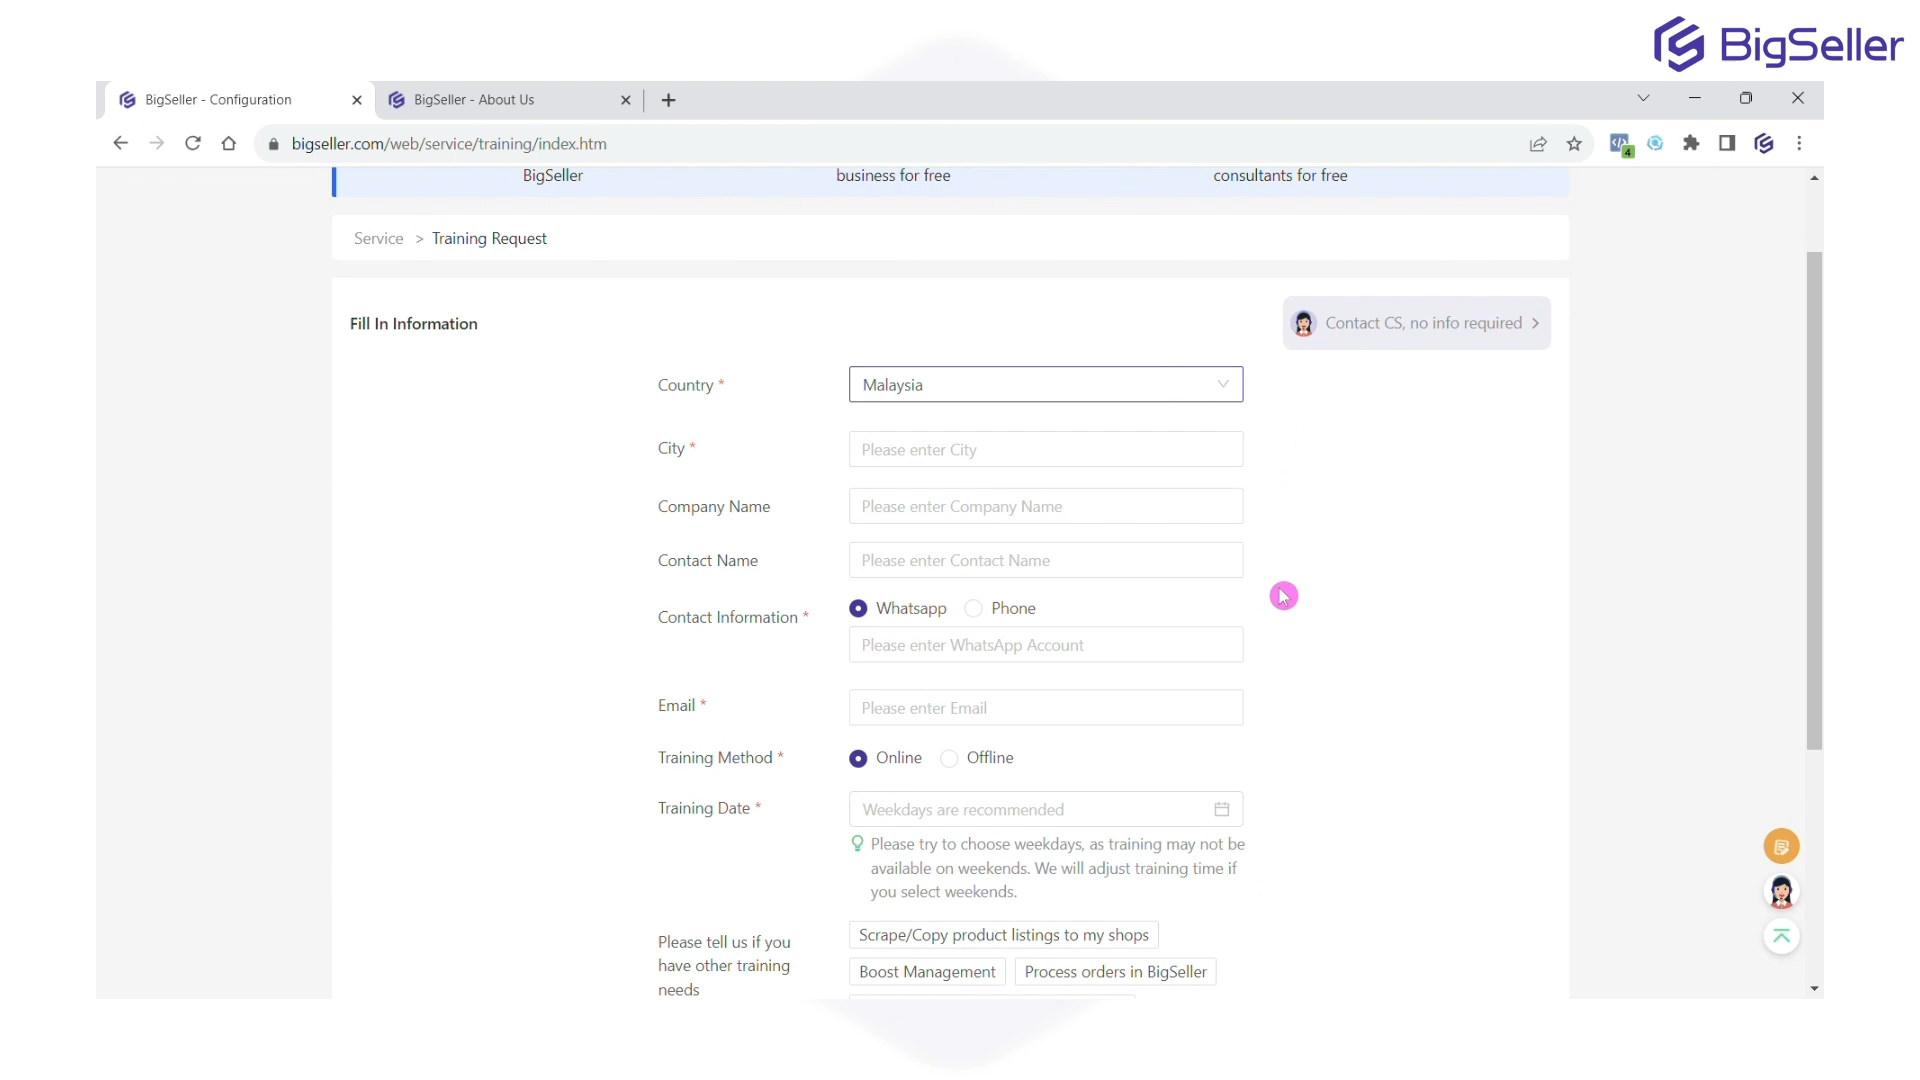 BigSeller
BigSeller - Configuration
BigSeller - About Us
bigseller.com/web/service/training/index.htm
4
BigSeller
business for free
consultants for free
Service > Training Request
Fill In Information
Contact CS, no info required >
Country *
Malaysia
City *
Please enter City
Company Name
Please enter Company Name
Contact Name
Please enter Contact Name
Contact Information *
Whatsapp
Phone
Please enter WhatsApp Account
Email *
Please enter Email
Training Method *
Online
Offline
Training Date *
Weekdays are recommended
Please try to choose weekdays, as training may not be
available on weekends. We will adjust training time if
you select weekends.
Please tell us if you
have other training
needs
Scrape/Copy product listings to my shops
Boost Management
Process orders in BigSeller